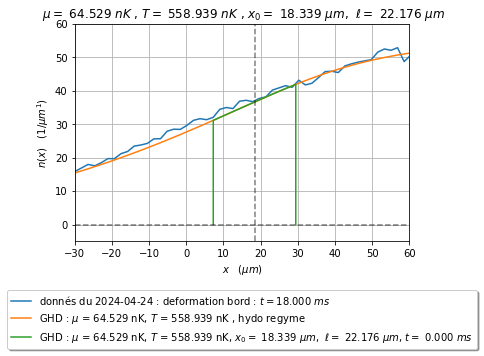 μ = 64.529 nK , T = 558.939 nK , x₀ = 18.339 μm, ℓ = 22.176 μm
60
50
40
30
20
10
0
n(x) (1/μm¹)
−30 −20 −10 0 10 20 30 40 50 60
x (μm)
donnés du 2024-04-24 : deformation bord : t = 18.000 ms
GHD : μ = 64.529 nK, T = 558.939 nK , hydo regyme
GHD : μ = 64.529 nK, T = 558.939 nK, x₀ = 18.339 μm, ℓ = 22.176 μm, t = 0.000 ms